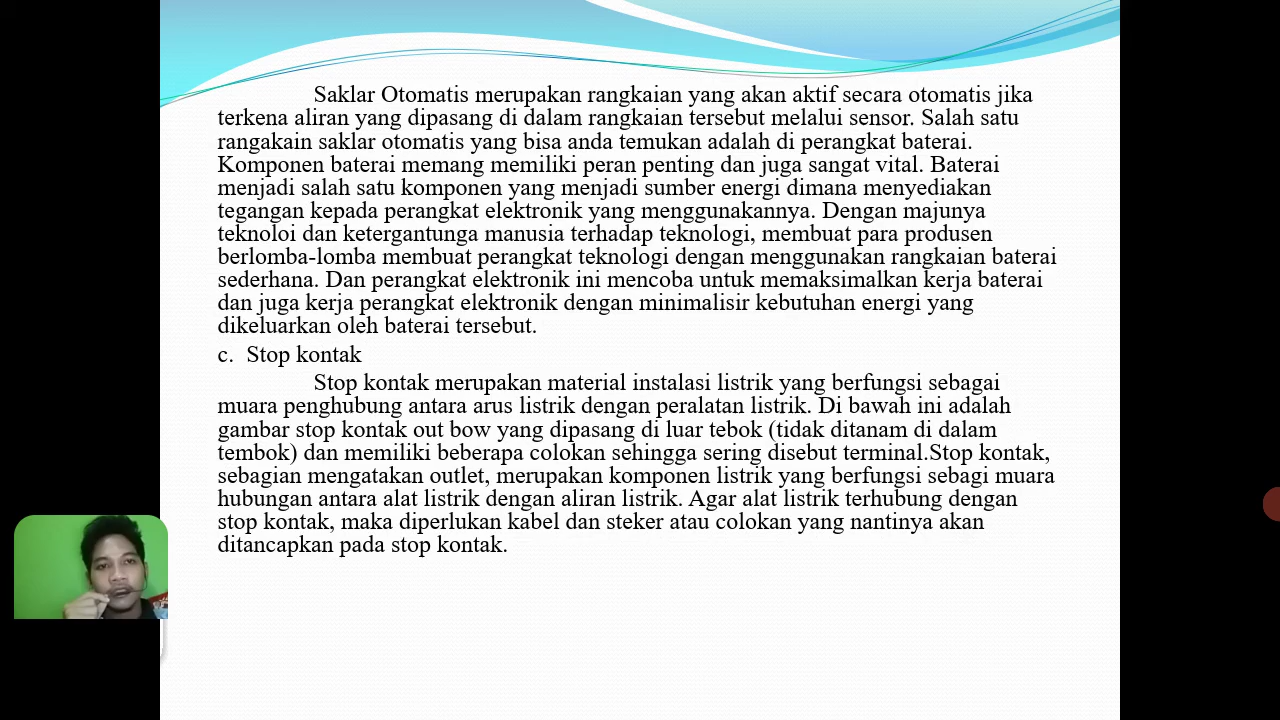 Saklar Otomatis merupakan rangkaian yang akan aktif secara otomatis jika
terkena aliran yang dipasang di dalam rangkaian tersebut melalui sensor. Salah satu
rangakain saklar otomatis yang bisa anda temukan adalah di perangkat baterai.
Komponen baterai memang memiliki peran penting dan juga sangat vital. Baterai
menjadi salah satu komponen yang menjadi sumber energi dimana menyediakan
tegangan kepada perangkat elektronik yang menggunakannya. Dengan majunya
teknoloi dan ketergantunga manusia terhadap teknologi, membuat para produsen
berlomba-lomba membuat perangkat teknologi dengan menggunakan rangkaian baterai
sederhana. Dan perangkat elektronik ini mencoba untuk memaksimalkan kerja baterai
dan juga kerja perangkat elektronik dengan minimalisir kebutuhan energi yang
dikeluarkan oleh baterai tersebut.
c. Stop kontak
Stop kontak merupakan material instalasi listrik yang berfungsi sebagai
muara penghubung antara arus listrik dengan peralatan listrik. Di bawah ini adalah
gambar stop kontak out bow yang dipasang di luar tebok (tidak ditanam di dalam
tembok) dan memiliki beberapa colokan sehingga sering disebut terminal.Stop kontak,
sebagian mengatakan outlet, merupakan komponen listrik yang berfungsi sebagi muara
hubungan antara alat listrik dengan aliran listrik. Agar alat listrik terhubung dengan
stop kontak, maka diperlukan kabel dan steker atau colokan yang nantinya akan
ditancapkan pada stop kontak.